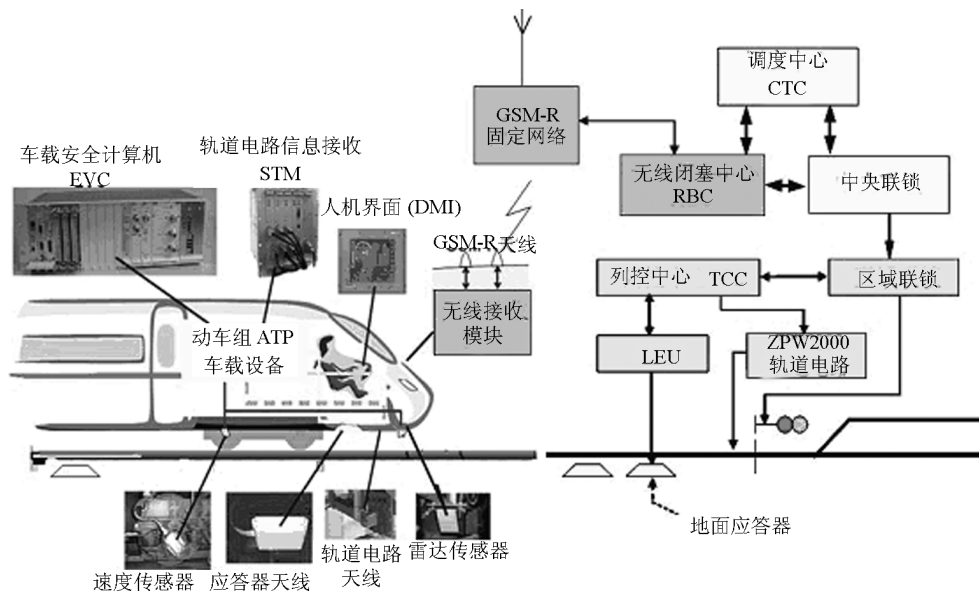 车载安全计算机
EVC
轨道电路信息接收
STM
人机界面 (DMI)
GSM-R天线
无线接收
模块
动车组 ATP
车载设备
速度传感器
应答器天线
轨道电路
天线
雷达传感器
GSM-R
固定网络
调度中心
CTC
无线闭塞中心
RBC
中央联锁
列控中心 TCC
区域联锁
LEU
ZPW2000
轨道电路
地面应答器